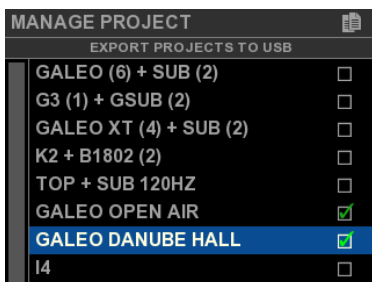 MANAGE PROJECT
EXPORT PROJECTS TO USB
GALEO (6) + SUB (2)
G3 (1) + GSUB (2)
GALEO XT (4) + SUB (2)
K2 + B1802 (2)
TOP + SUB 120HZ
GALEO OPEN AIR
GALEO DANUBE HALL
I4